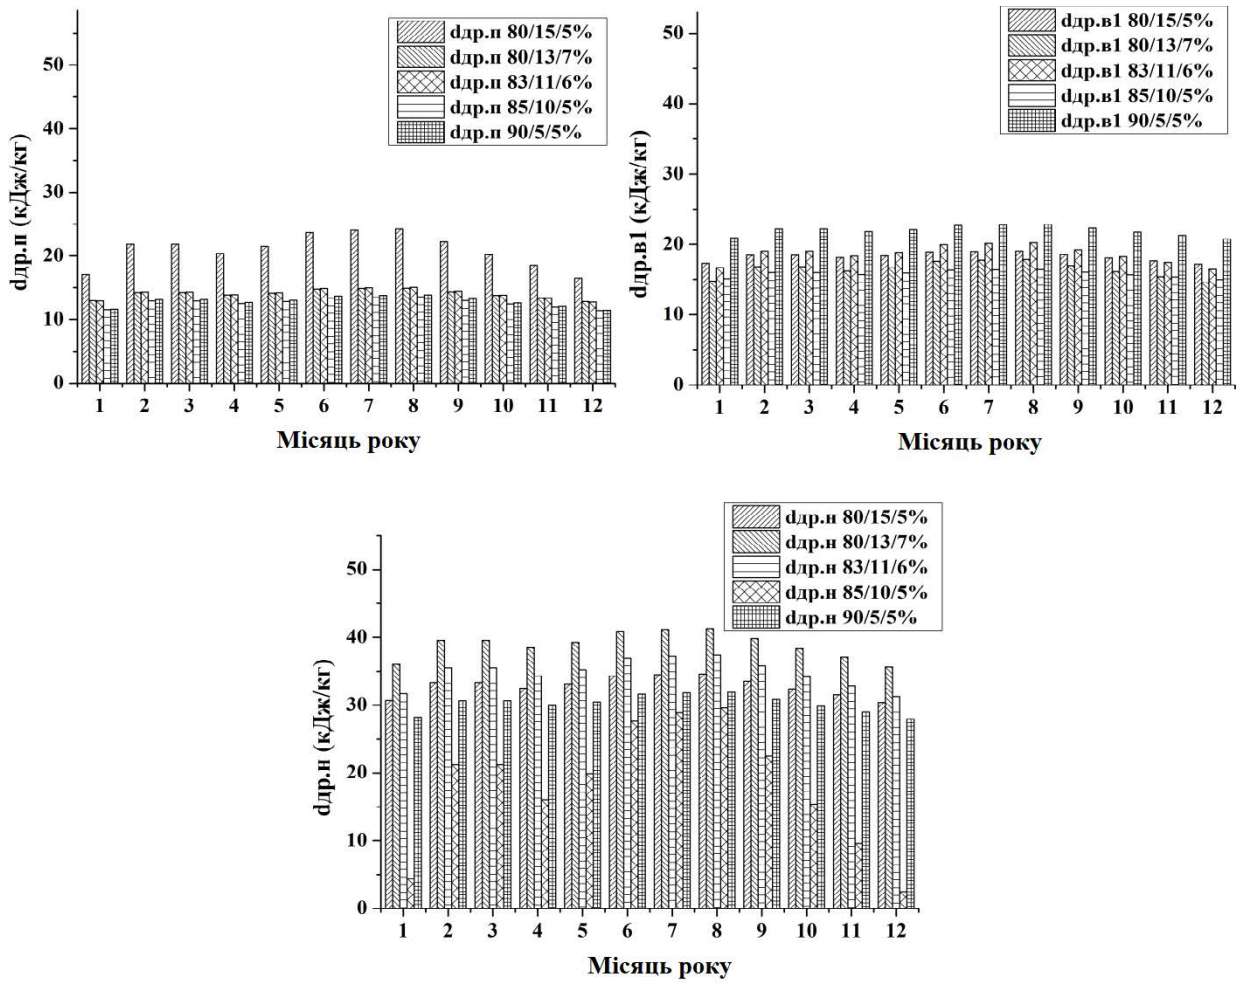 dдр.п 80/15/5%
dдр.п 80/13/7%
dдр.п 83/11/6%
dдр.п 85/10/5%
dдр.п 90/5/5%
dдр.п (кДж/кг)
50
40
30
20
10
0
1 2 3 4 5 6 7 8 9 10 11 12
Місяць року
dдр.в1 80/15/5%
dдр.в1 80/13/7%
dдр.в1 83/11/6%
dдр.в1 85/10/5%
dдр.в1 90/5/5%
dдр.в1 (кДж/кг)
50
40
30
20
10
0
1 2 3 4 5 6 7 8 9 10 11 12
Місяць року
dдр.н 80/15/5%
dдр.н 80/13/7%
dдр.н 83/11/6%
dдр.н 85/10/5%
dдр.н 90/5/5%
dдр.н (кДж/кг)
50
40
30
20
10
0
1 2 3 4 5 6 7 8 9 10 11 12
Місяць року